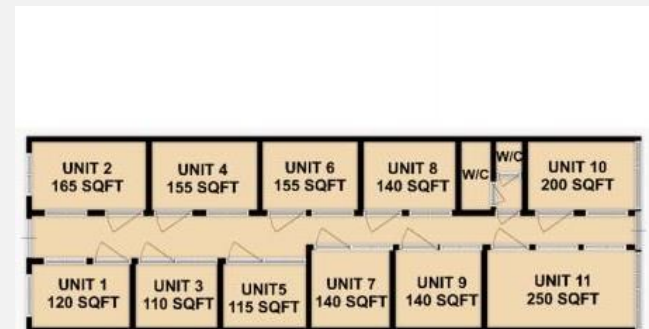 UNIT 2
165 SQFT
UNIT 4
155 SQFT
UNIT 6
155 SQFT
UNIT 8
140 SQFT
W/C
W/C
UNIT 10
200 SQFT
UNIT 1
120 SQFT
UNIT 3
110 SQFT
UNIT5
115 SQFT
UNIT 7
140 SQFT
UNIT 9
140 SQFT
UNIT 11
250 SQFT